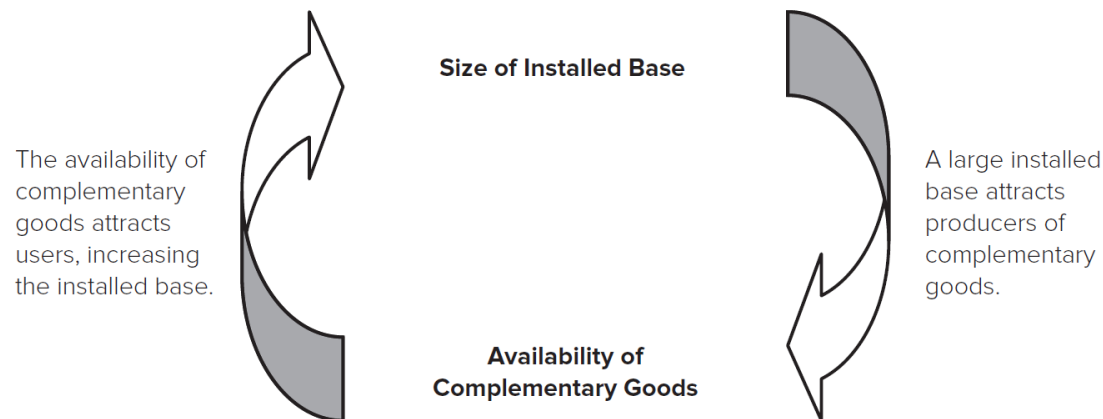 Size of Installed Base
The availability of
complementary
goods attracts
users, increasing
the installed base.
A large installed
base attracts
producers of
complementary
goods.
Availability of
Complementary Goods